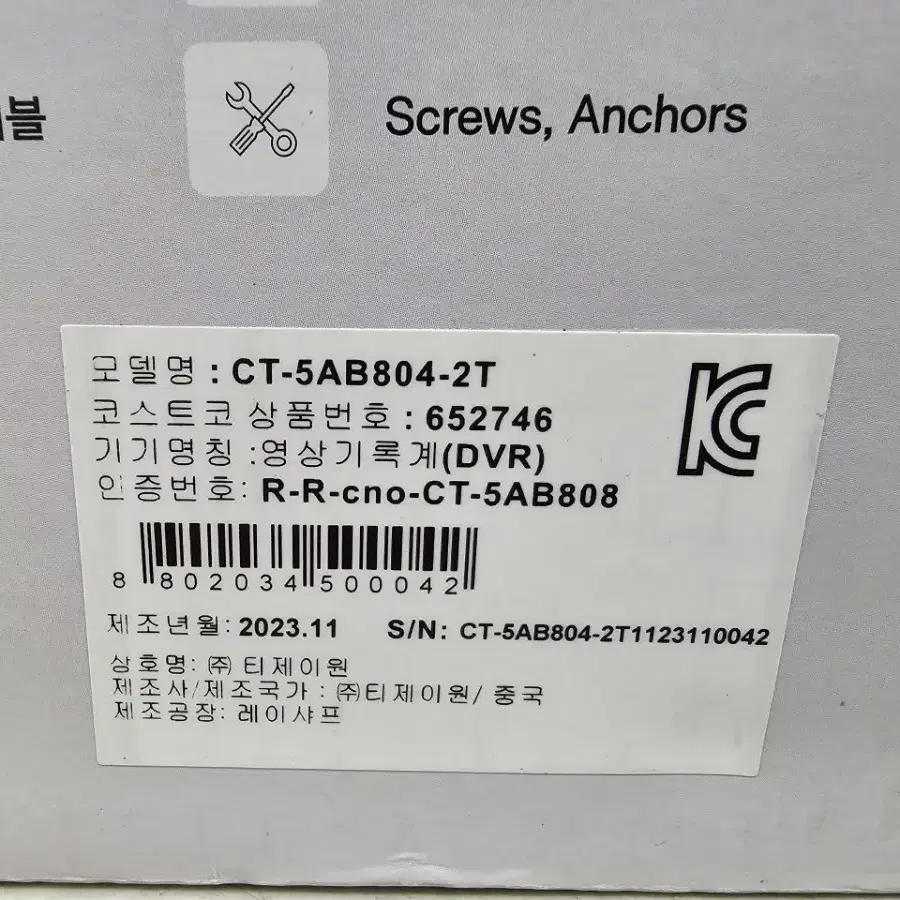 블
Screws, Anchors
모델명 : CT-5AB804-2T
코스트코 상품번호 : 652746
기기명칭 :영상기록계(DVR)
인증번호: R-R-cno-CT-5AB808
8 802034 500042
제조년월: 2023.11 S/N: CT-5AB804-2T1123110042
상호명: ㈜ 티제이원
제조사/제조국가 : ㈜티제이원/ 중국
제조공장: 레이샤프